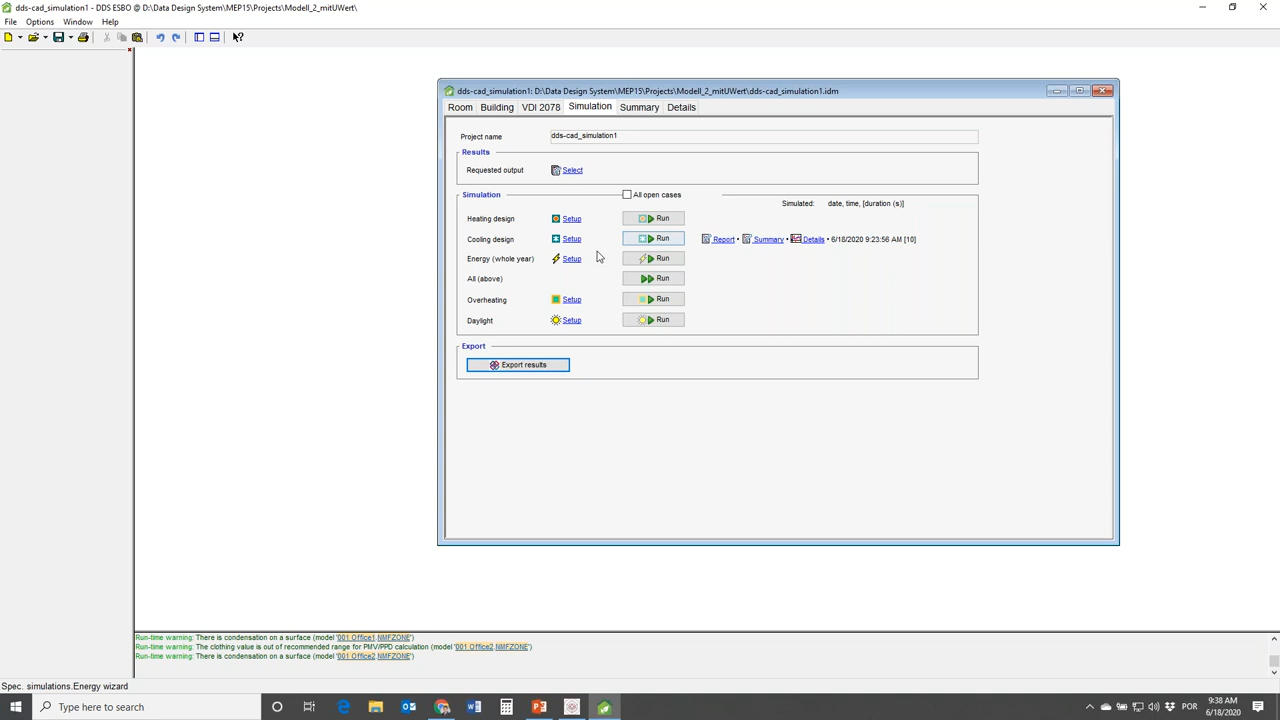 dds-cad_simulation1 - DDS ESBO @ D:\Data Design System\MEP15\Projects\Modell_2_mitUWert\
File Options Window Help
dds-cad_simulation1: D:\Data Design System\MEP15\Projects\Modell_2_mitUWert\dds-cad_simulation1.idm
Room Building VDI 2078 Simulation Summary Details
Project name dds-cad_simulation1
Results
Requested output Select
Simulation All open cases
Simulated: date, time, [duration (s)]
Heating design Setup Run
Cooling design Setup Run Report • Summary • Details • 6/18/2020 9:23:56 AM [10]
Energy (whole year) Setup Run
All (above) Run
Overheating Setup Run
Daylight Setup Run
Export
Export results
Run-time warning: There is condensation on a surface (model '001 Office1.NMFZONE')
Run-time warning: The clothing value is out of recommended range for PMV/PPD calculation (model '001 Office2.NMFZONE')
Run-time warning: There is condensation on a surface (model '001 Office2.NMFZONE')
Spec. simulations.Energy wizard
Type here to search
POR
9:38 AM
6/18/2020